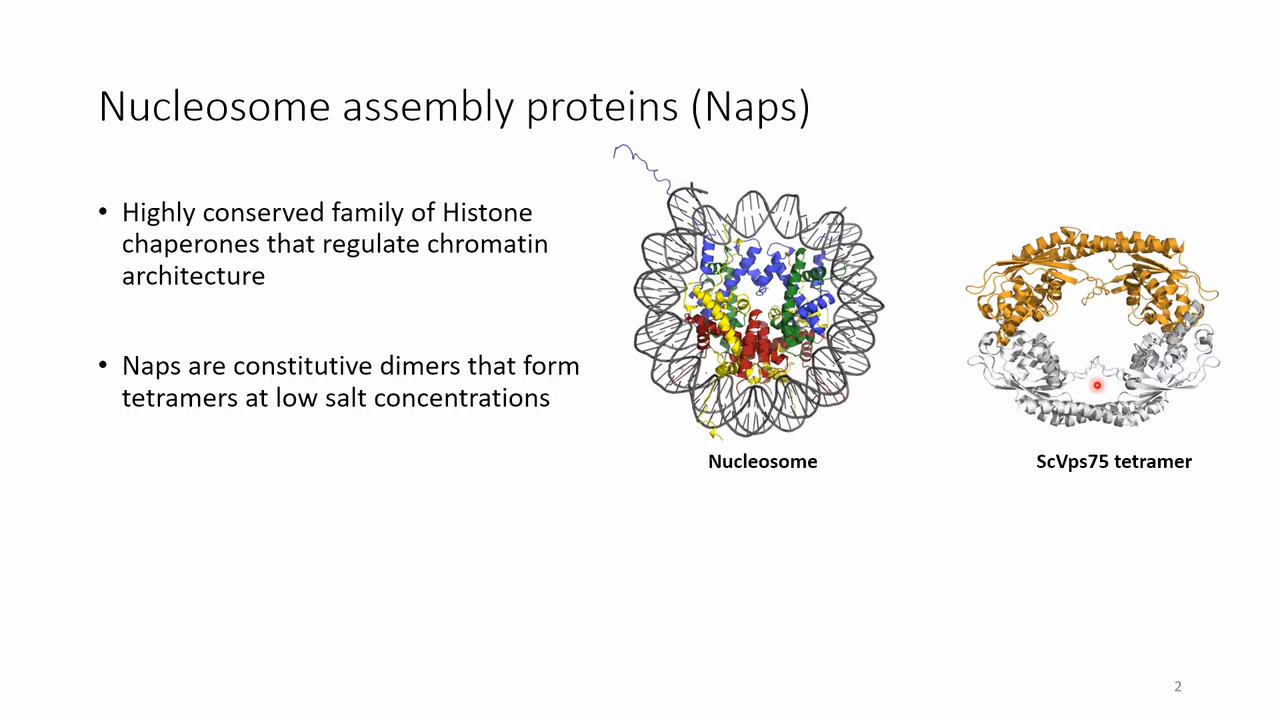 Nucleosome assembly proteins (Naps)
• Highly conserved family of Histone
chaperones that regulate chromatin
architecture
• Naps are constitutive dimers that form
tetramers at low salt concentrations
Nucleosome
ScVps75 tetramer
2